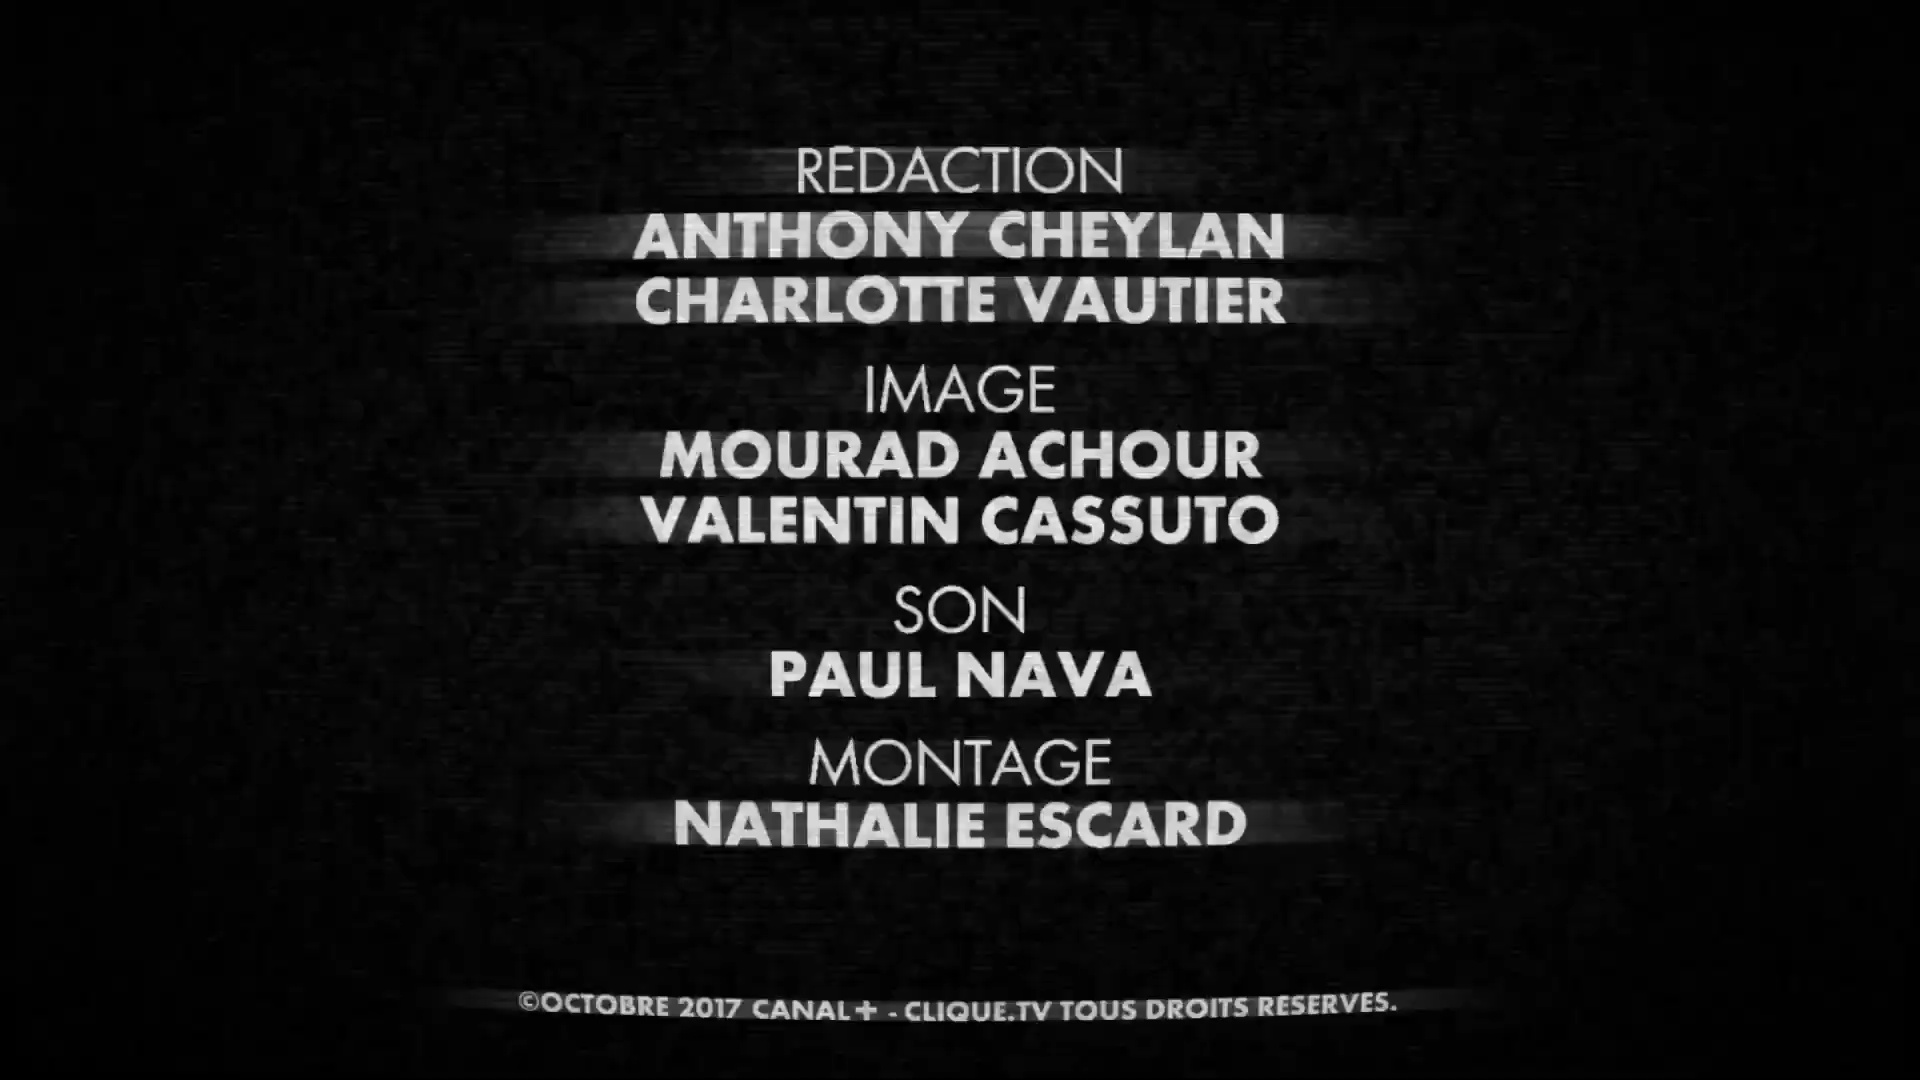 RÉDACTION
ANTHONY CHEYLAN
CHARLOTTE VAUTIER
IMAGE
MOURAD ACHOUR
VALENTIN CASSUTO
SON
PAUL NAVA
MONTAGE
NATHALIE ESCARD
©OCTOBRE 2017 CANAL+ - CLIQUE.TV TOUS DROITS RESERVES.